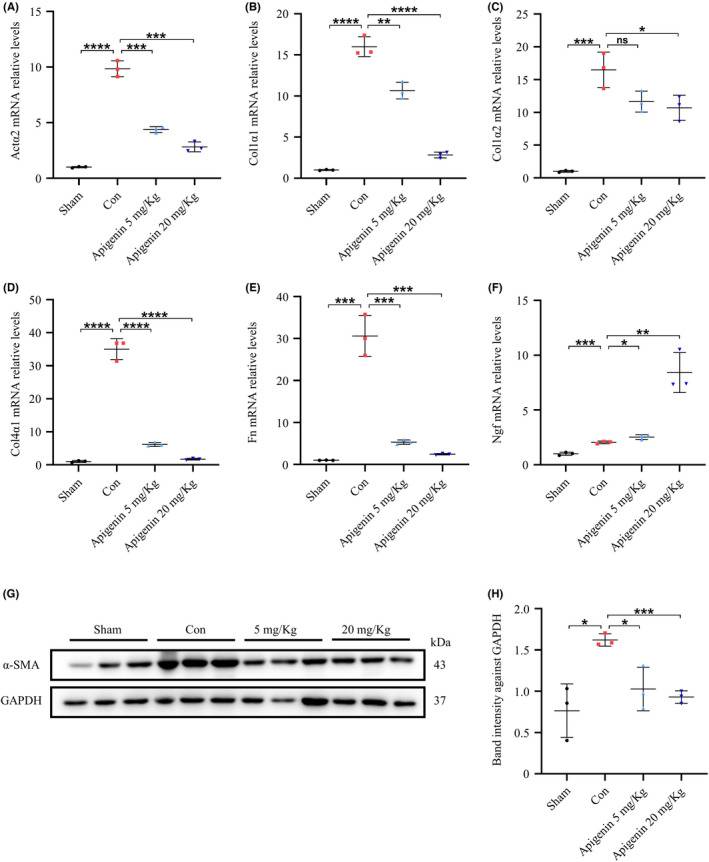 (A)
Actα2 mRNA relative levels
15
10
5
0
****
***
***
Sham
Con
Apigenin 5 mg/Kg
Apigenin 20 mg/Kg
(B)
Col1α1 mRNA relative levels
20
15
10
5
0
****
**
****
Sham
Con
Apigenin 5 mg/Kg
Apigenin 20 mg/Kg
(C)
Col1α2 mRNA relative levels
25
20
15
10
5
0
***
ns
*
Sham
Con
Apigenin 5 mg/Kg
Apigenin 20 mg/Kg
(D)
Col4α1 mRNA relative levels
50
40
30
20
10
0
****
****
****
Sham
Con
Apigenin 5 mg/Kg
Apigenin 20 mg/Kg
(E)
Fn mRNA relative levels
40
30
20
10
0
***
***
***
Sham
Con
Apigenin 5 mg/Kg
Apigenin 20 mg/Kg
(F)
Ngf mRNA relative levels
15
10
5
0
***
*
**
Sham
Con
Apigenin 5 mg/Kg
Apigenin 20 mg/Kg
(G)
Sham
Con
5 mg/Kg
20 mg/Kg
kDa
α-SMA
43
GAPDH
37
(H)
Band intensity against GAPDH
2.0
1.5
1.0
0.5
0.0
*
*
***
Sham
Con
Apigenin 5 mg/Kg
Apigenin 20 mg/Kg